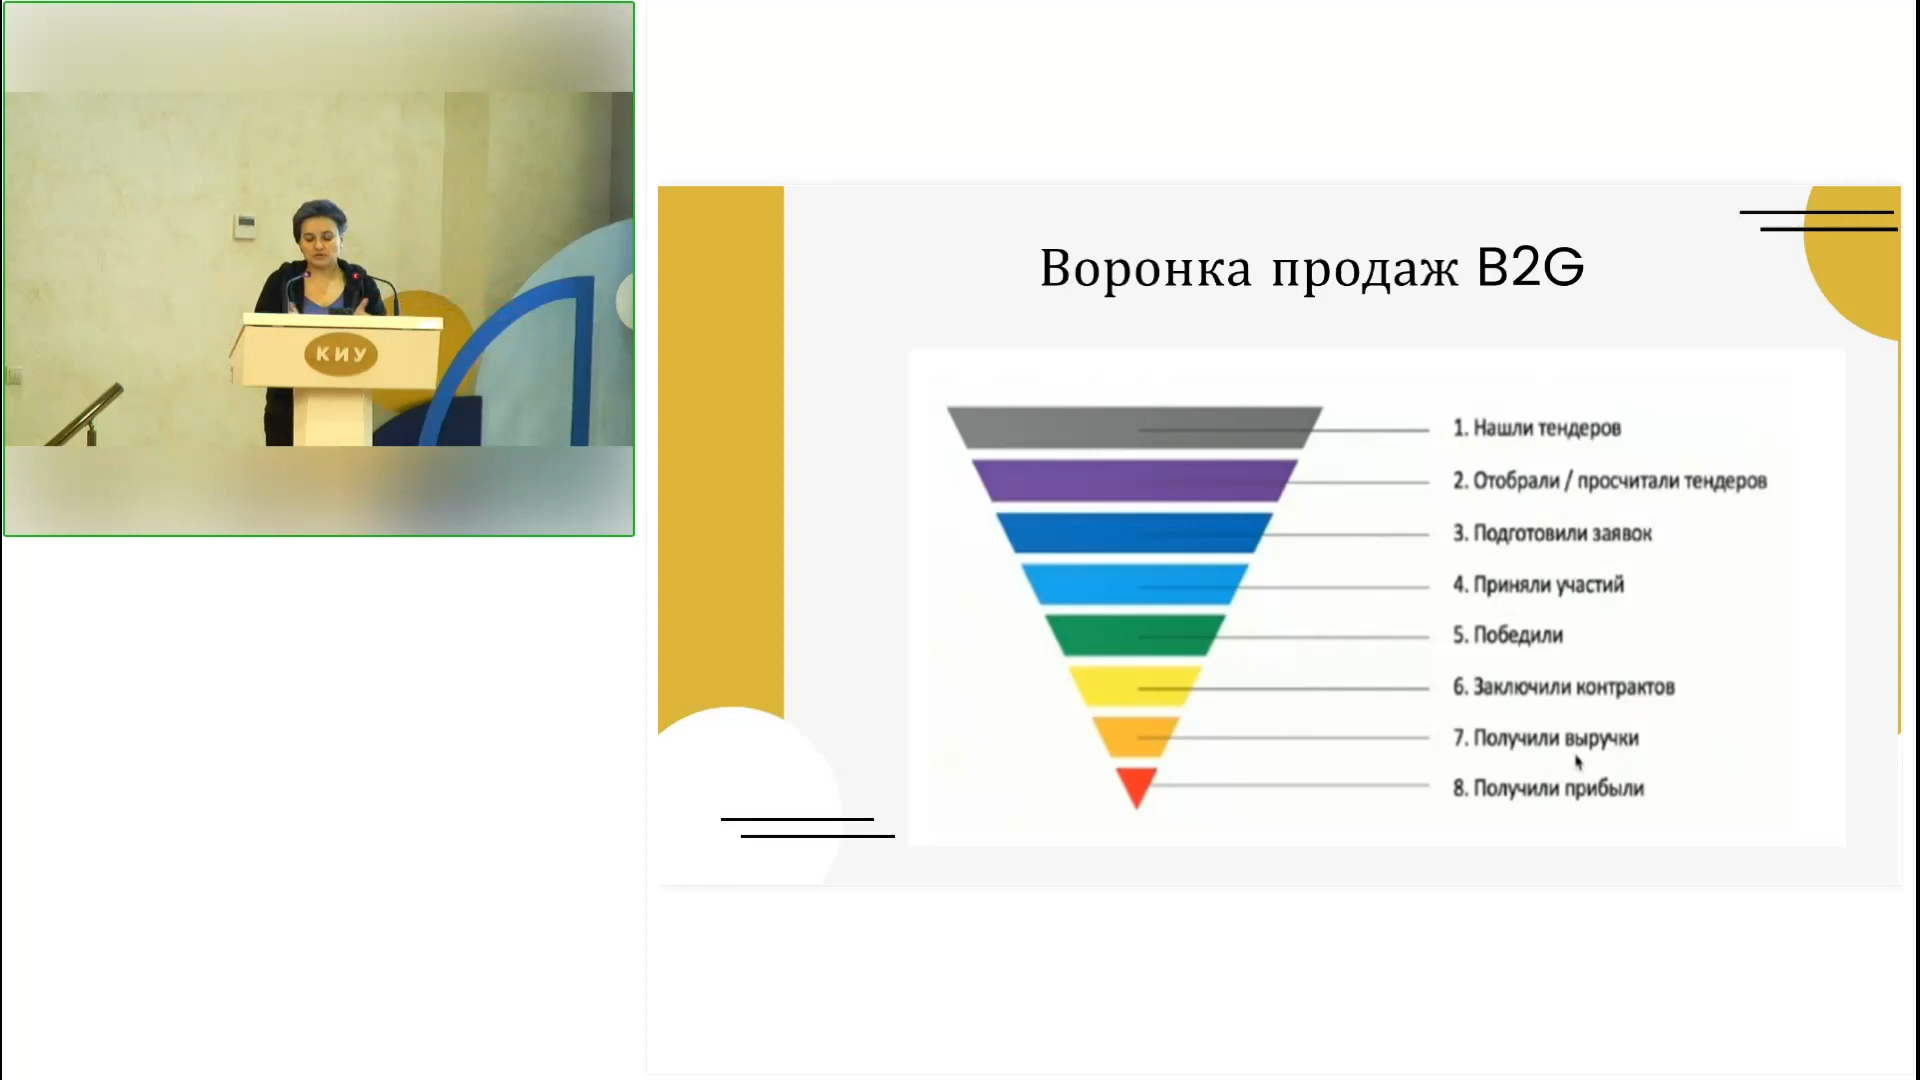 КИУ
Воронка продаж B2G
1. Нашли тендеров
2. Отобрали / просчитали тендеров
3. Подготовили заявок
4. Приняли участий
5. Победили
6. Заключили контрактов
7. Получили выручки
8. Получили прибыли